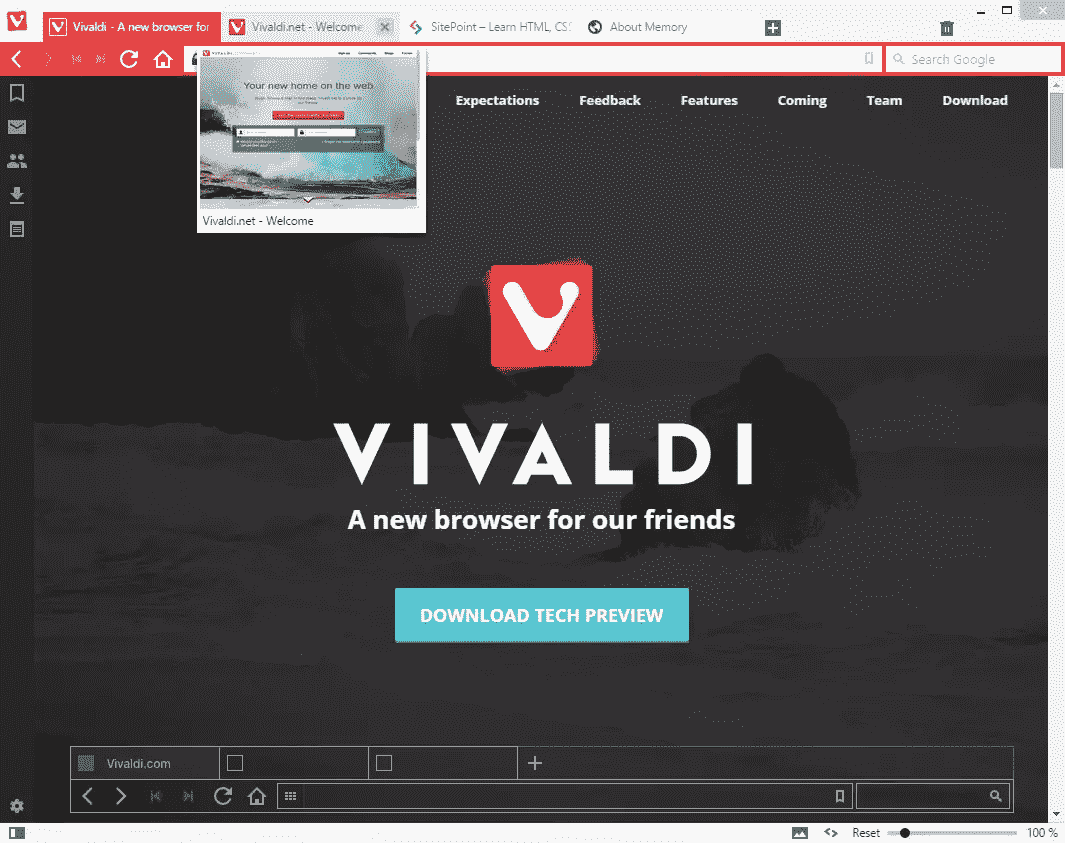 Vivaldi - A new browser for
Vivaldi.net - Welcome
SitePoint – Learn HTML, CS
About Memory
Search Google
Expectations
Feedback
Features
Coming
Team
Download
Your new home on the web
Vivaldi.net - Welcome
VIVALDI
A new browser for our friends
DOWNLOAD TECH PREVIEW
Vivaldi.com
Reset
100 %